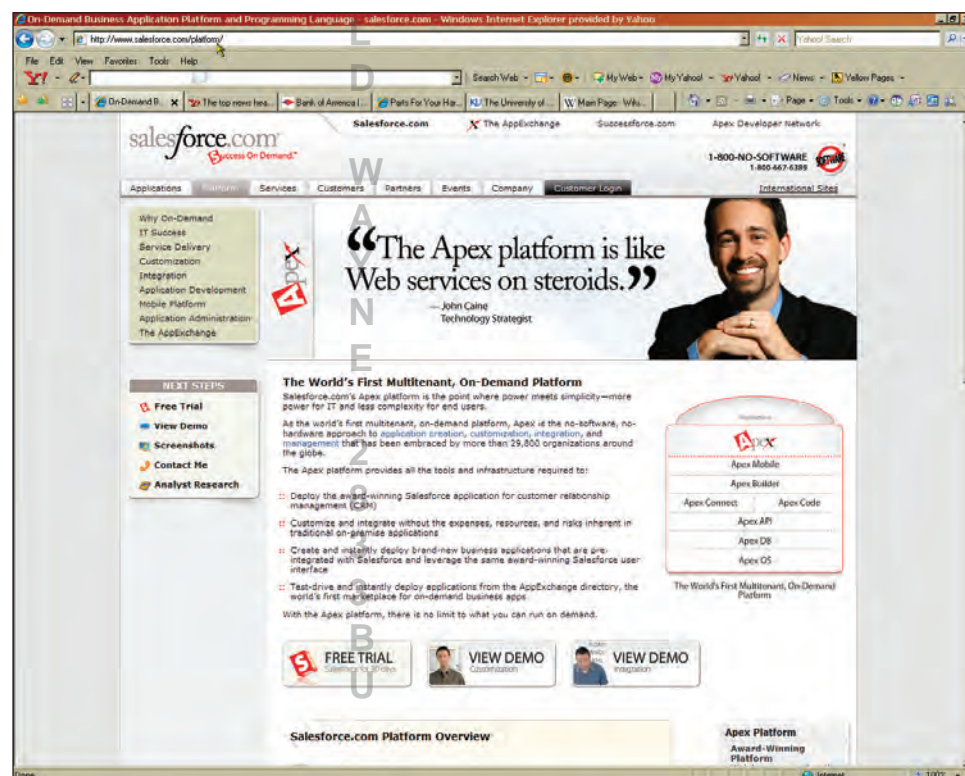 On-Demand Business Application Platform and Programming Language - salesforce.com - Windows Internet Explorer provided by Yahoo
http://www.salesforce.com/platform/
Yahoo! Search
File Edit View Favorites Tools Help
Y!
Search Web
My Web
My Yahoo!
Yahoo!
News
Yellow Pages
On-Demand B...
The top news hea...
Bank of America |...
Parts For Your Har...
KU The University of ...
W Main Page - Wiki...
Page
Tools
salesforce.com
Success On Demand.™
Salesforce.com
The AppExchange
Successforce.com
Apex Developer Network
1-800-NO-SOFTWARE
1-800-667-6389
SOFTWARE
Applications
Platform
Services
Customers
Partners
Events
Company
Customer Login
International Sites
Why On-Demand
IT Success
Service Delivery
Customization
Integration
Application Development
Mobile Platform
Application Administration
The AppExchange
Apex
“The Apex platform is like
Web services on steroids.”
— John Caine
Technology Strategist
NEXT STEPS
Free Trial
View Demo
Screenshots
Contact Me
Analyst Research
The World's First Multitenant, On-Demand Platform
Salesforce.com's Apex platform is the point where power meets simplicity—more
power for IT and less complexity for end users.
As the world's first multitenant, on-demand platform, Apex is the no-software, no-
hardware approach to application creation, customization, integration, and
management that has been embraced by more than 29,800 organizations around
the globe.
The Apex platform provides all the tools and infrastructure required to:
:: Deploy the award-winning Salesforce application for customer relationship
management (CRM)
:: Customize and integrate without the expenses, resources, and risks inherent in
traditional on-premise applications
:: Create and instantly deploy brand-new business applications that are pre-
integrated with Salesforce and leverage the same award-winning Salesforce user
interface
:: Test-drive and instantly deploy applications from the AppExchange directory, the
world's first marketplace for on-demand business apps
With the Apex platform, there is no limit to what you can run on demand.
Apex
Apex Mobile
Apex Builder
Apex Connect
Apex Code
Apex API
Apex DB
Apex OS
The World's First Multitenant, On-Demand
Platform
FREE TRIAL
Salesforce for 30 days
VIEW DEMO
Customization
VIEW DEMO
Integration
Salesforce.com Platform Overview
Apex Platform
Award-Winning
Platform
Done
Internet
100%
L
D
W
A
Y
N
E
2
8
3
9
B
U